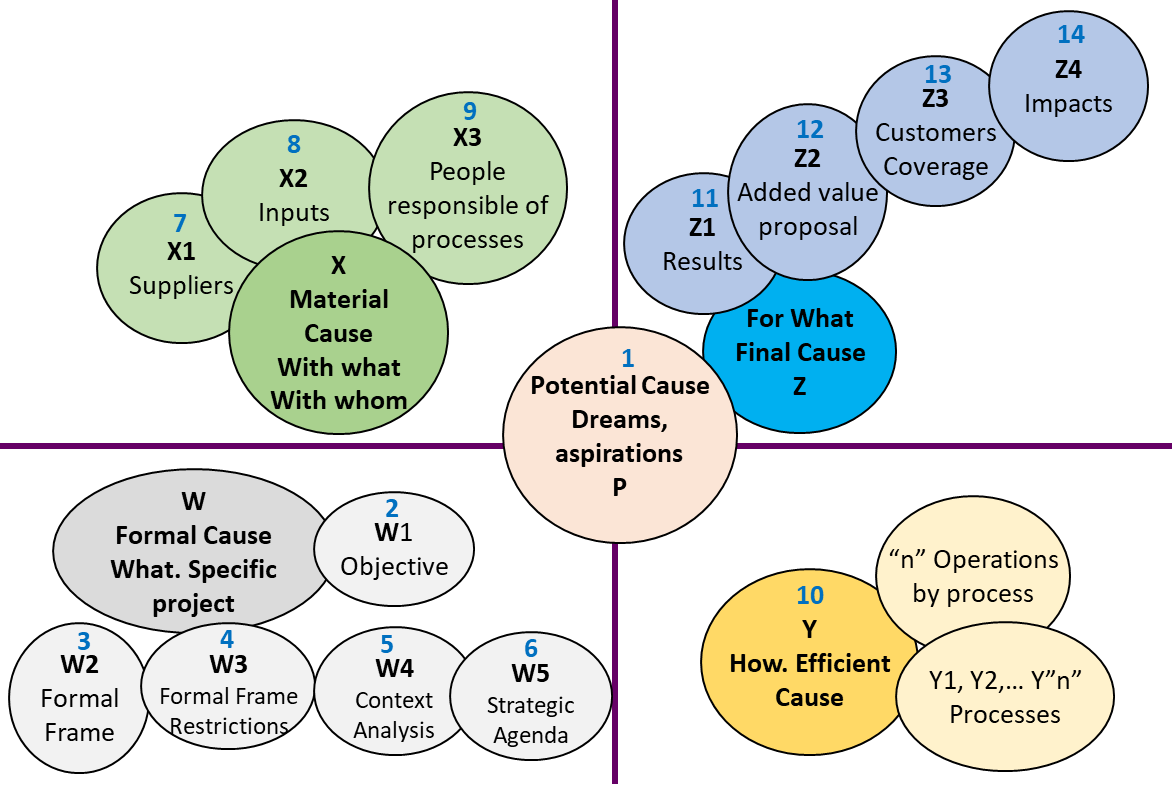 7
X1
Suppliers
8
X2
Inputs
9
X3
People
responsible of
processes
X
Material
Cause
With what
With whom
11
Z1
Results
12
Z2
Added value
proposal
13
Z3
Customers
Coverage
14
Z4
Impacts
For What
Final Cause
Z
1
Potential Cause
Dreams,
aspirations
P
W
Formal Cause
What. Specific
project
2
W1
Objective
3
W2
Formal
Frame
4
W3
Formal Frame
Restrictions
5
W4
Context
Analysis
6
W5
Strategic
Agenda
10
Y
How. Efficient
Cause
“n” Operations
by process
Y1, Y2,... Y”n”
Processes